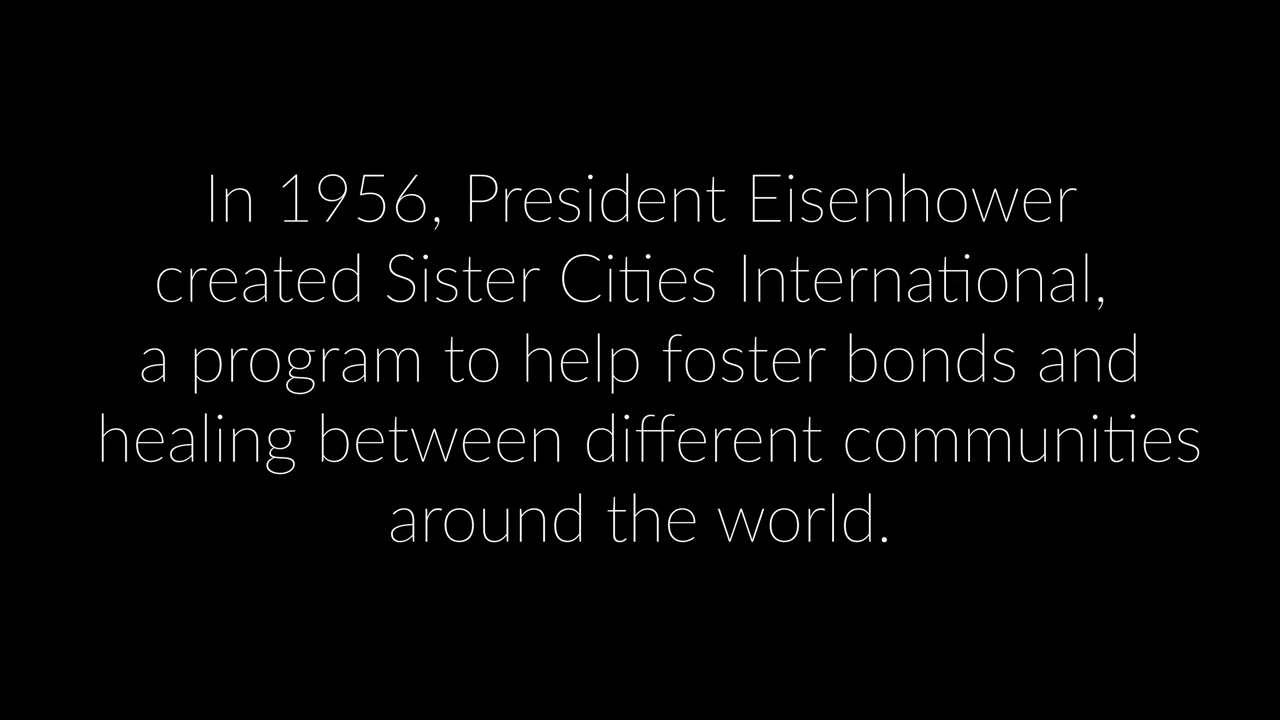 In 1956, President Eisenhower
created Sister Cities International,
a program to help foster bonds and
healing between different communities
around the world.